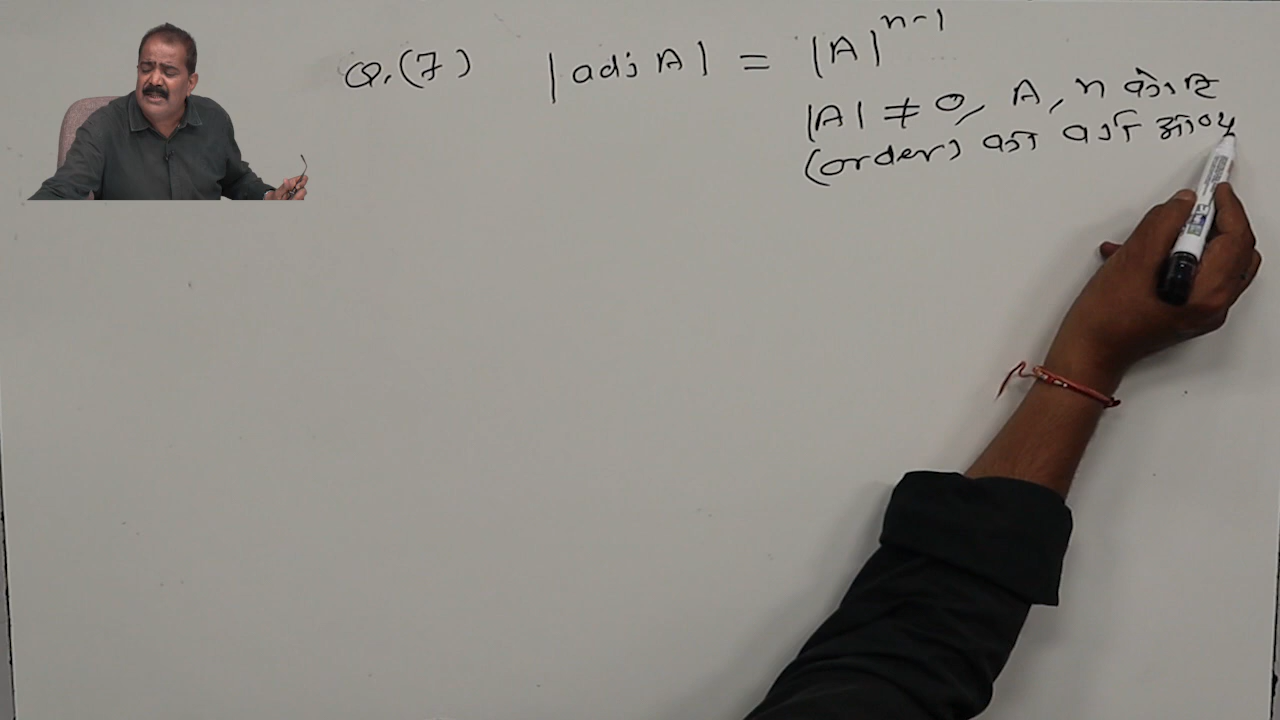 Q.(7) |adj A| = |A|^{n-1}
|A| ≠ 0, A, n कोटि
(order) का वर्ग आव्यु